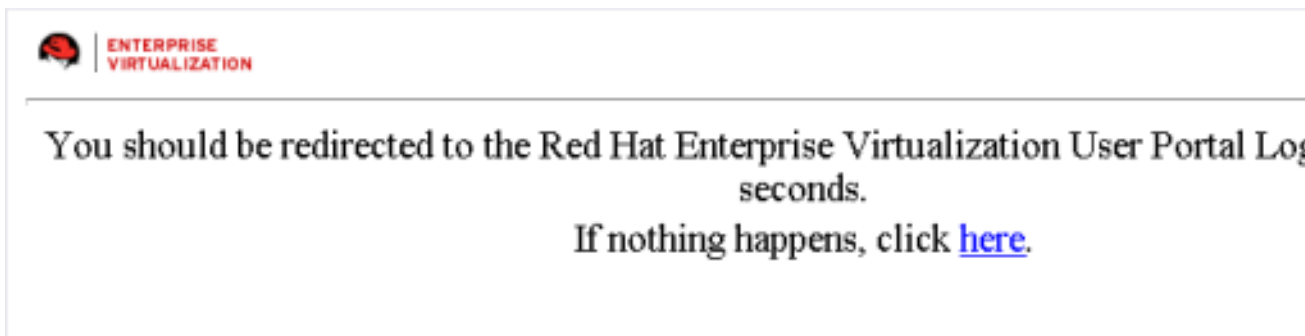 ENTERPRISE
VIRTUALIZATION
You should be redirected to the Red Hat Enterprise Virtualization User Portal
seconds.
If nothing happens, click here.